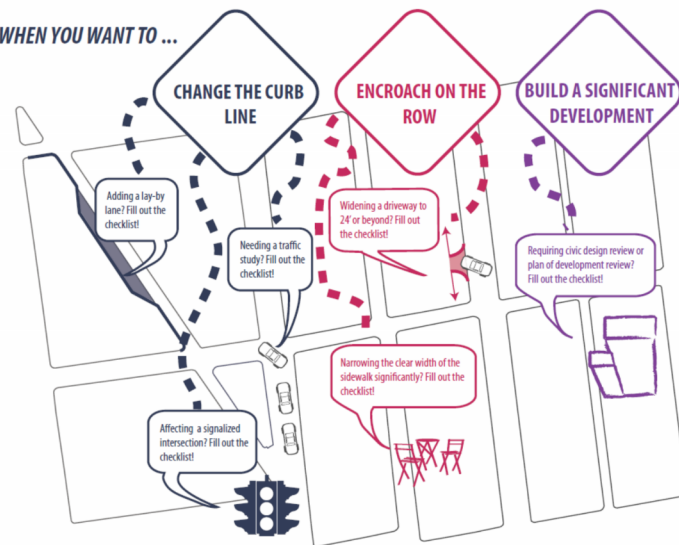 WHEN YOU WANT TO ...
CHANGE THE CURB
LINE
ENCROACH ON THE
ROW
BUILD A SIGNIFICANT
DEVELOPMENT
Adding a lay-by
lane? Fill out the
checklist!
Needing a traffic
study? Fill out the
checklist!
Affecting a signalized
intersection? Fill out the
checklist!
Widening a driveway to
24' or beyond? Fill out
the checklist!
Narrowing the clear width of the
sidewalk significantly? Fill out the
checklist!
Requiring civic design review or
plan of development review?
Fill out the checklist!